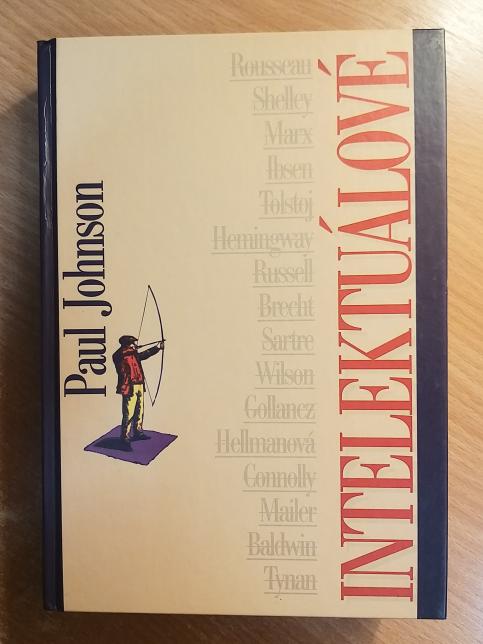 Paul Johnson
Rousseau
Shelley
Marx
Ibsen
Tolstoj
Hemingway
Russell
Brecht
Sartre
Wilson
Gollancz
Hellmanová
Connolly
Mailer
Baldwin
Tynan
INTELEKTUÁLOVÉ